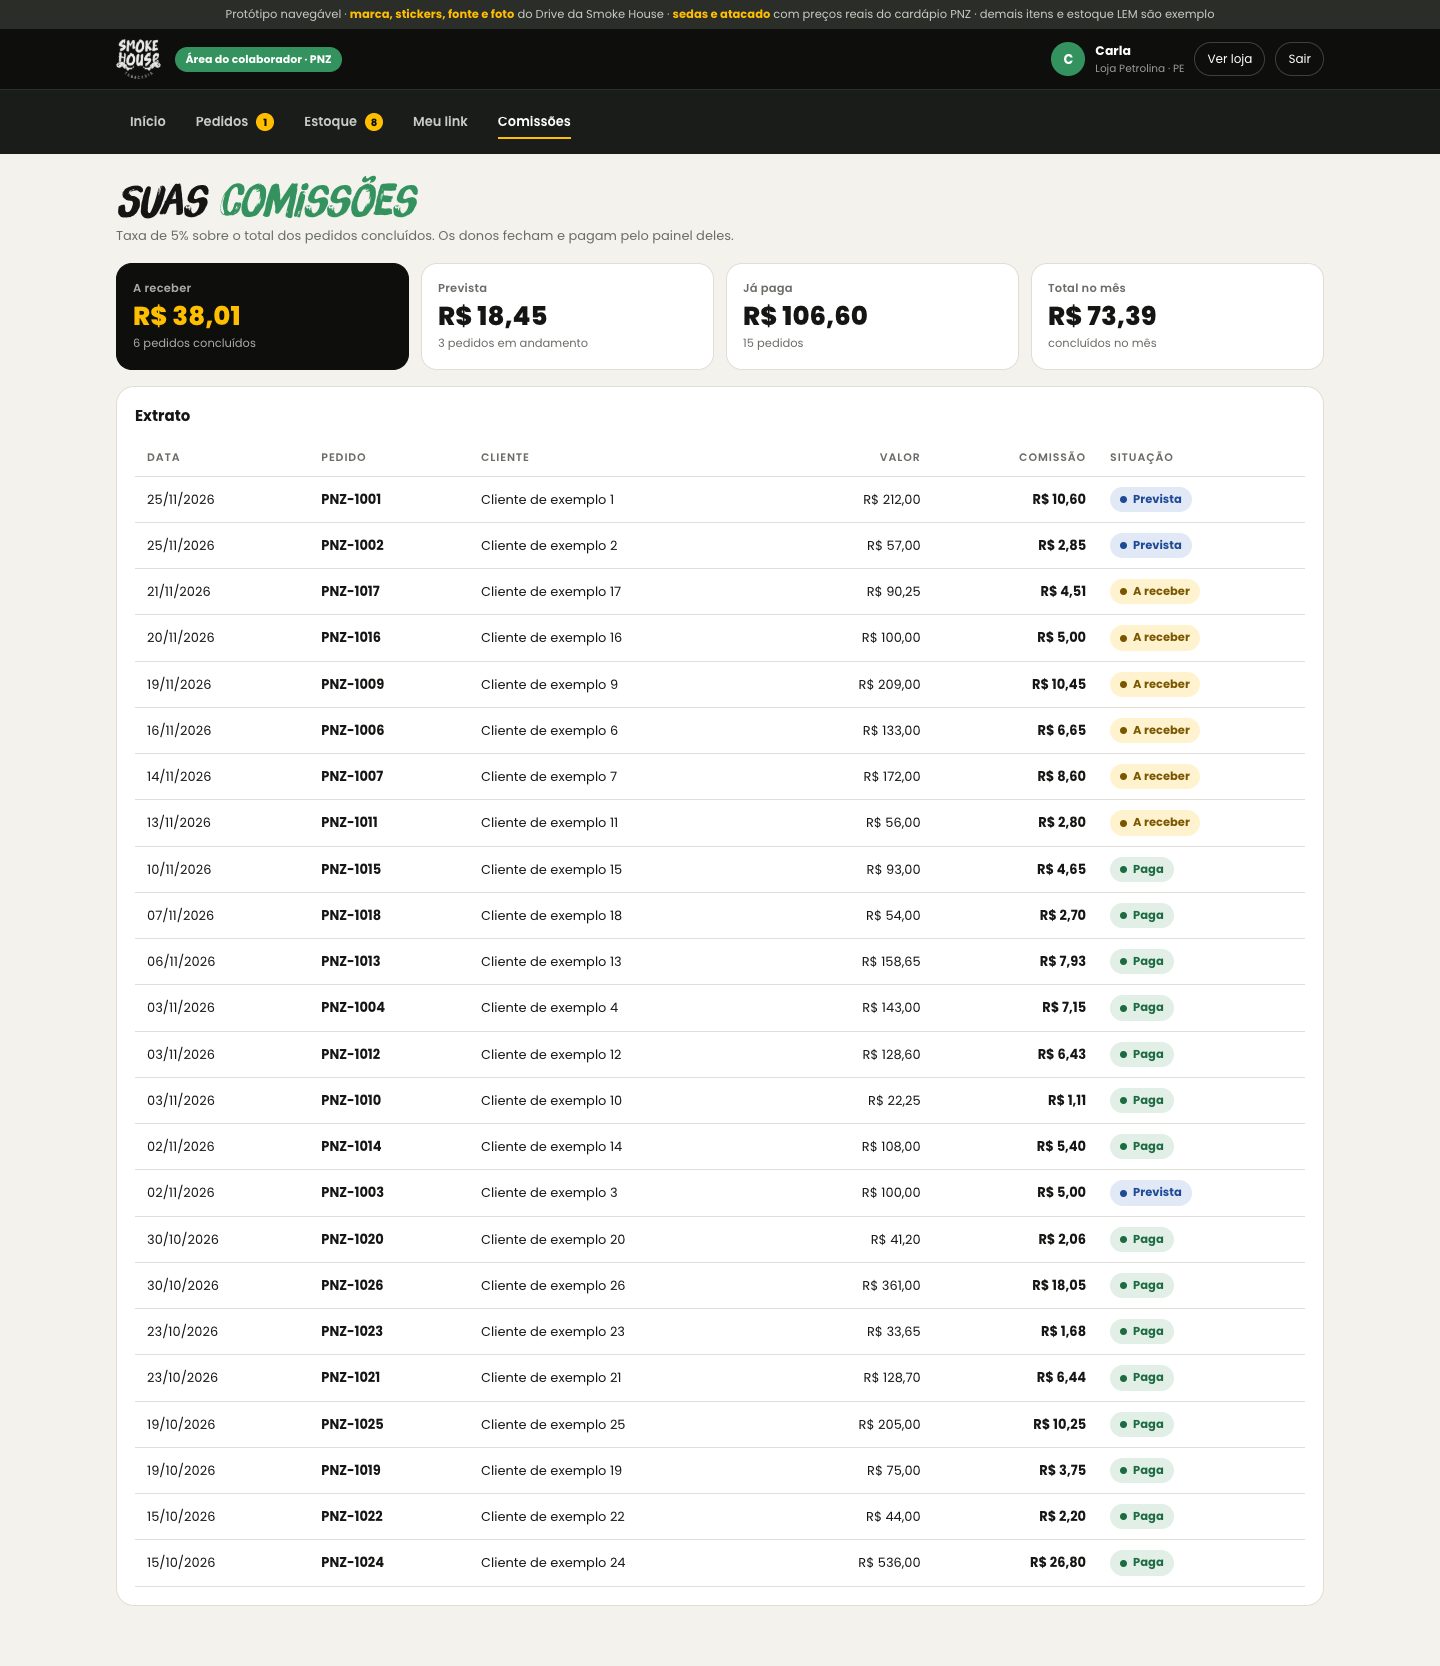 Protótipo navegável · marca, stickers, fonte e foto do Drive da Smoke House · sedas e atacado com preços reais do cardápio PNZ · demais itens e estoque LEM são exemplo
SMOKE HOUSE
Área do colaborador · PNZ
C
Carla
Loja Petrolina · PE
Ver loja
Sair
Início
Pedidos 1
Estoque 8
Meu link
Comissões
SUAS COMISSÕES
Taxa de 5% sobre o total dos pedidos concluídos. Os donos fecham e pagam pelo painel deles.
A receber
R$ 38,01
6 pedidos concluídos
Prevista
R$ 18,45
3 pedidos em andamento
Já paga
R$ 106,60
15 pedidos
Total no mês
R$ 73,39
concluídos no mês
Extrato
DATA PEDIDO CLIENTE VALOR COMISSÃO SITUAÇÃO
25/11/2026 PNZ-1001 Cliente de exemplo 1 R$ 212,00 R$ 10,60 Prevista
25/11/2026 PNZ-1002 Cliente de exemplo 2 R$ 57,00 R$ 2,85 Prevista
21/11/2026 PNZ-1017 Cliente de exemplo 17 R$ 90,25 R$ 4,51 A receber
20/11/2026 PNZ-1016 Cliente de exemplo 16 R$ 100,00 R$ 5,00 A receber
19/11/2026 PNZ-1009 Cliente de exemplo 9 R$ 209,00 R$ 10,45 A receber
16/11/2026 PNZ-1006 Cliente de exemplo 6 R$ 133,00 R$ 6,65 A receber
14/11/2026 PNZ-1007 Cliente de exemplo 7 R$ 172,00 R$ 8,60 A receber
13/11/2026 PNZ-1011 Cliente de exemplo 11 R$ 56,00 R$ 2,80 A receber
10/11/2026 PNZ-1015 Cliente de exemplo 15 R$ 93,00 R$ 4,65 Paga
07/11/2026 PNZ-1018 Cliente de exemplo 18 R$ 54,00 R$ 2,70 Paga
06/11/2026 PNZ-1013 Cliente de exemplo 13 R$ 158,65 R$ 7,93 Paga
03/11/2026 PNZ-1004 Cliente de exemplo 4 R$ 143,00 R$ 7,15 Paga
03/11/2026 PNZ-1012 Cliente de exemplo 12 R$ 128,60 R$ 6,43 Paga
03/11/2026 PNZ-1010 Cliente de exemplo 10 R$ 22,25 R$ 1,11 Paga
02/11/2026 PNZ-1014 Cliente de exemplo 14 R$ 108,00 R$ 5,40 Paga
02/11/2026 PNZ-1003 Cliente de exemplo 3 R$ 100,00 R$ 5,00 Prevista
30/10/2026 PNZ-1020 Cliente de exemplo 20 R$ 41,20 R$ 2,06 Paga
30/10/2026 PNZ-1026 Cliente de exemplo 26 R$ 361,00 R$ 18,05 Paga
23/10/2026 PNZ-1023 Cliente de exemplo 23 R$ 33,65 R$ 1,68 Paga
23/10/2026 PNZ-1021 Cliente de exemplo 21 R$ 128,70 R$ 6,44 Paga
19/10/2026 PNZ-1025 Cliente de exemplo 25 R$ 205,00 R$ 10,25 Paga
19/10/2026 PNZ-1019 Cliente de exemplo 19 R$ 75,00 R$ 3,75 Paga
15/10/2026 PNZ-1022 Cliente de exemplo 22 R$ 44,00 R$ 2,20 Paga
15/10/2026 PNZ-1024 Cliente de exemplo 24 R$ 536,00 R$ 26,80 Paga